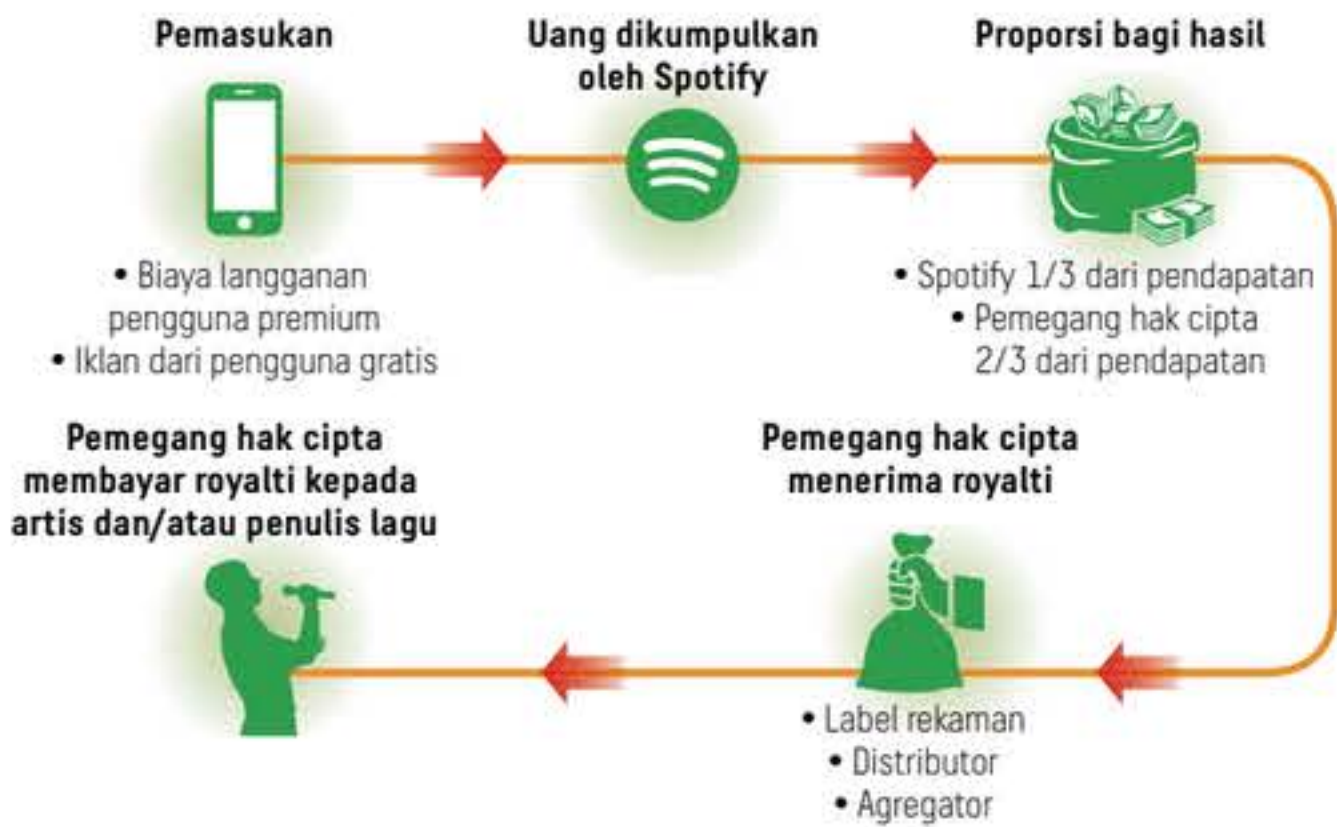 Pemasukan
• Biaya langganan
pengguna premium
• Iklan dari pengguna gratis
Uang dikumpulkan
oleh Spotify
Proporsi bagi hasil
• Spotify 1/3 dari pendapatan
• Pemegang hak cipta
2/3 dari pendapatan
Pemegang hak cipta
menerima royalti
• Label rekaman
• Distributor
• Agregator
Pemegang hak cipta
membayar royalti kepada
artis dan/atau penulis lagu